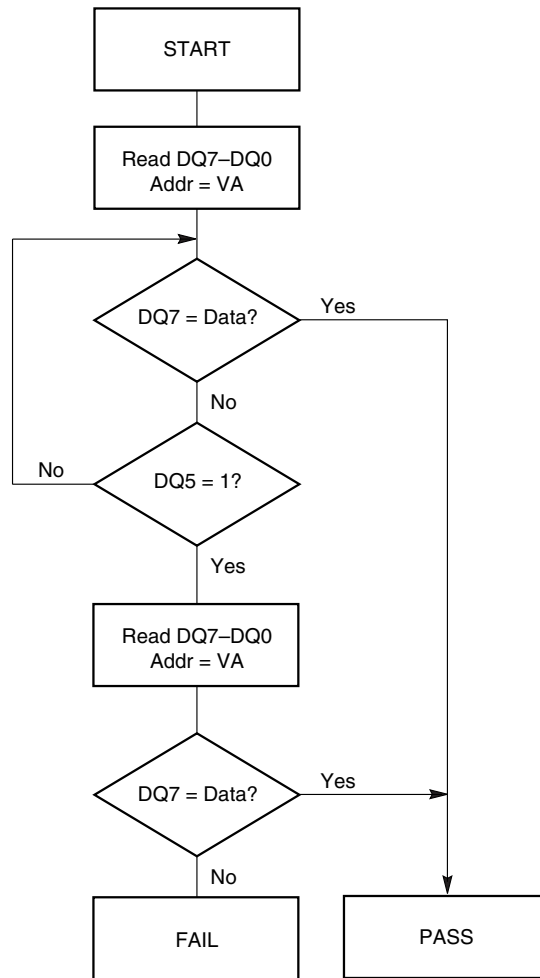 START
Read DQ7–DQ0
Addr = VA
DQ7 = Data?
Yes
No
No
DQ5 = 1?
Yes
Read DQ7–DQ0
Addr = VA
DQ7 = Data?
Yes
No
FAIL
PASS